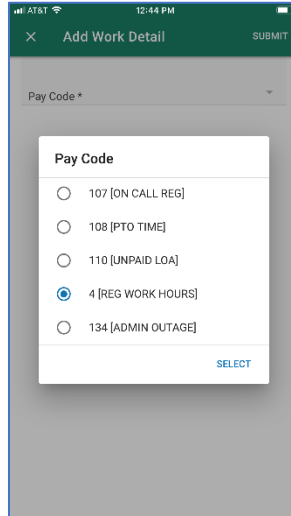 AT&T 12:44 PM
Add Work Detail SUBMIT
Pay Code *
Pay Code
107 [ON CALL REG]
108 [PTO TIME]
110 [UNPAID LOA]
4 [REG WORK HOURS]
134 [ADMIN OUTAGE]
SELECT